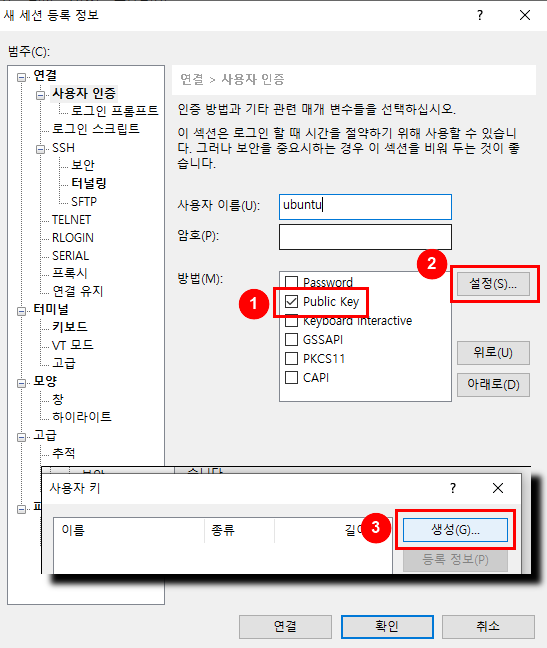 새 세션 등록 정보
?
범주(C):
연결
사용자 인증
로그인 프롬프트
로그인 스크립트
SSH
보안
터널링
SFTP
TELNET
RLOGIN
SERIAL
프록시
연결 유지
터미널
키보드
VT 모드
고급
모양
창
하이라이트
고급
추적
연결 > 사용자 인증
인증 방법과 기타 관련 매개 변수들을 선택하십시오.
이 섹션은 로그인 할 때 시간을 절약하기 위해 사용할 수 있습니
다. 그러나 보안을 중요시하는 경우 이 섹션을 비워 두는 것이 좋
습니다.
사용자 이름(U):
ubuntu
암호(P):
방법(M):
Password
1
Public Key
Keyboard Interactive
GSSAPI
PKCS11
CAPI
2
설정(S)...
위로(U)
아래로(D)
사용자 키
?
이름
종류
3
생성(G)...
등록 정보(P)
연결
확인
취소